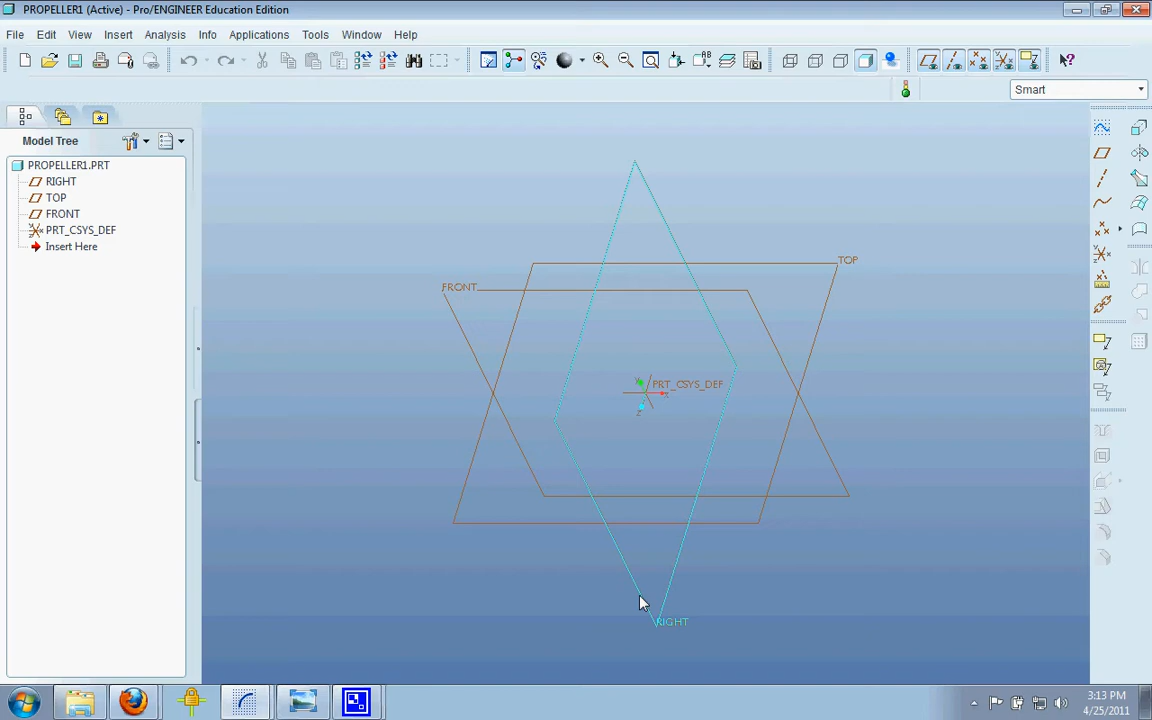 PROPELLER1 (Active) - Pro/ENGINEER Education Edition
File Edit View Insert Analysis Info Applications Tools Window Help
Smart
Model Tree
PROPELLER1.PRT
RIGHT
TOP
FRONT
PRT_CSYS_DEF
Insert Here
TOP
FRONT
PRT_CSYS_DEF
Y
X
Z
RIGHT
3:13 PM
4/25/2011